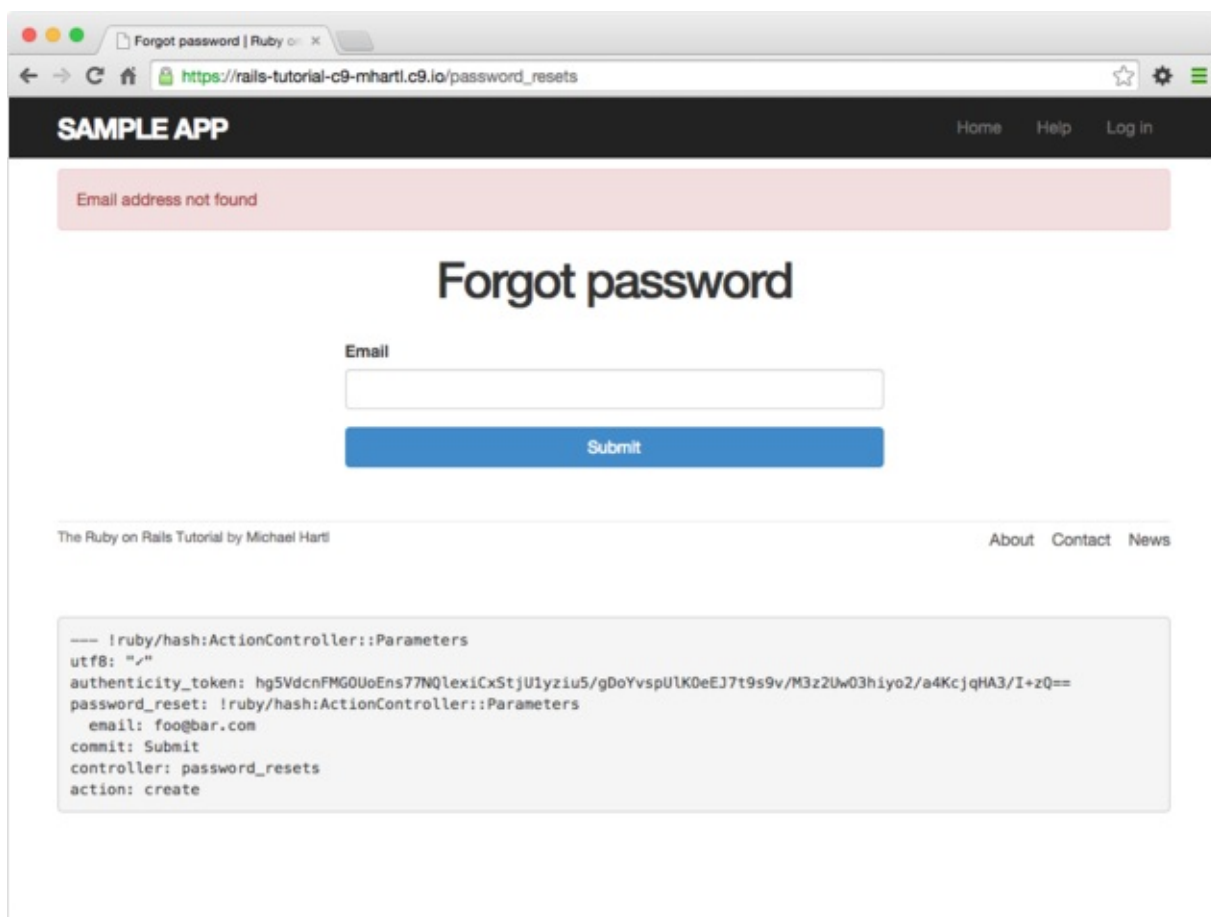 Forgot password | Ruby on
https://rails-tutorial-c9-mhartl.c9.io/password_resets
SAMPLE APP Home Help Log in
Email address not found
Forgot password
Email
Submit
The Ruby on Rails Tutorial by Michael Hartl About Contact News
--- !ruby/hash:ActionController::Parameters
utf8: "✓"
authenticity_token: hg5VdcnFMGOUoEns77NQlexiCxStjU1yziu5/gDoYvspUlKOeEJ7t9s9v/M3z2UwO3hiyo2/a4KcjqHA3/I+zQ==
password_reset: !ruby/hash:ActionController::Parameters
email: foo@bar.com
commit: Submit
controller: password_resets
action: create